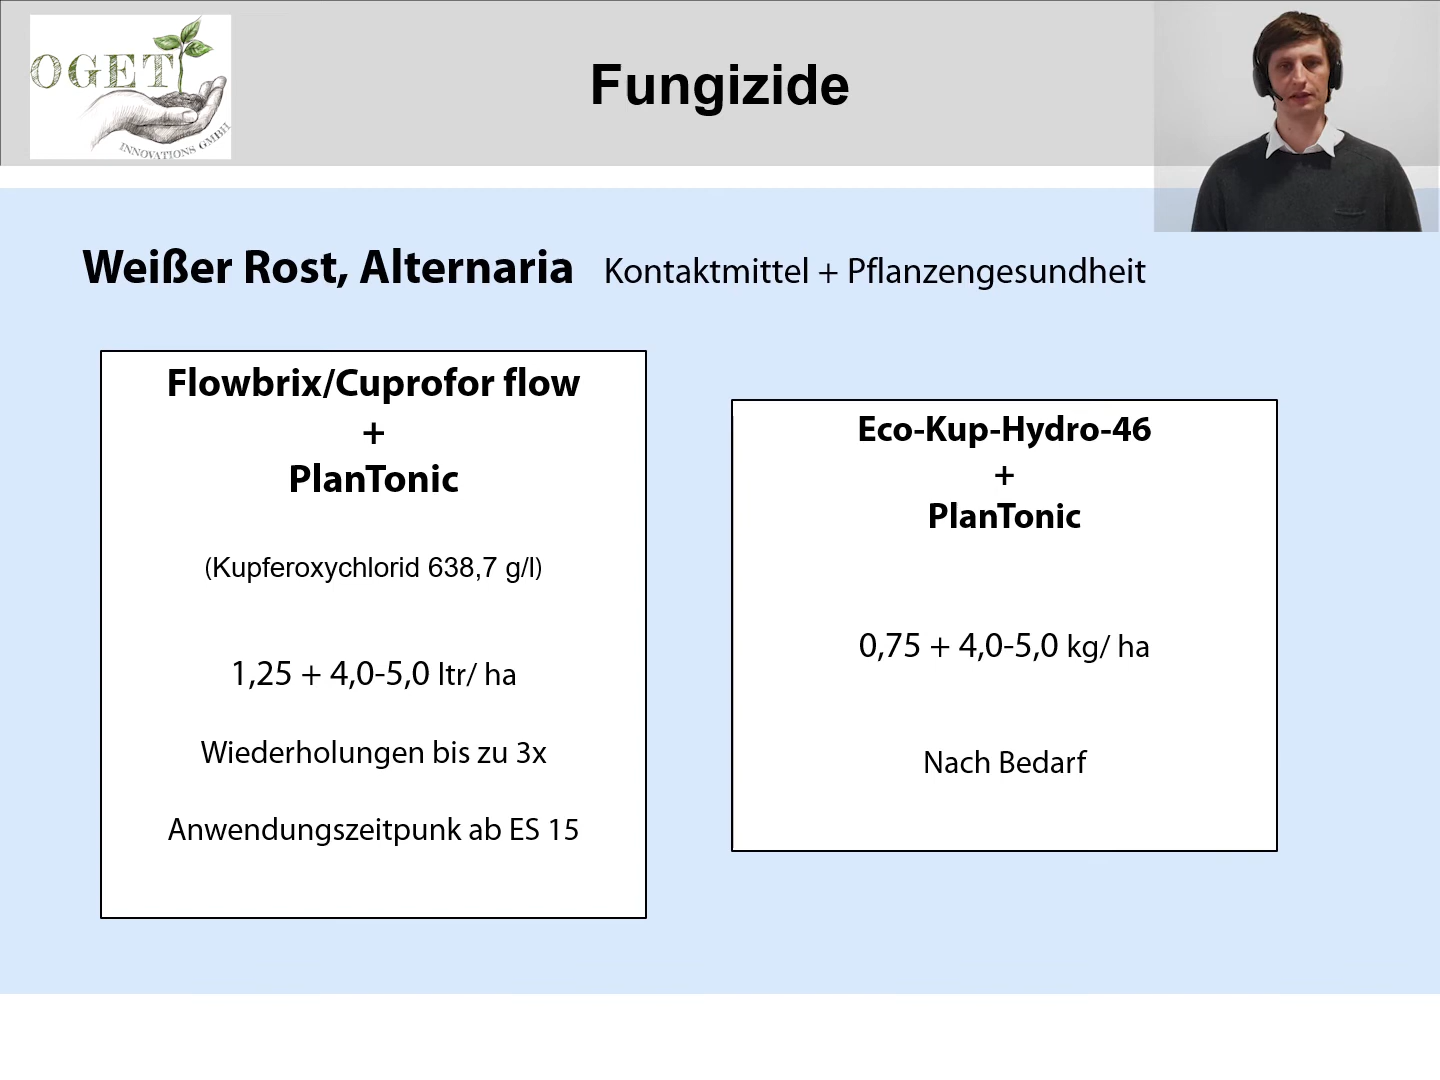 OGET
INNOVATIONS GMBH
Fungizide
Weißer Rost, Alternaria Kontaktmittel + Pflanzengesundheit
Flowbrix/Cuprofor flow
+
PlanTonic
(Kupferoxychlorid 638,7 g/l)
1,25 + 4,0-5,0 ltr/ ha
Wiederholungen bis zu 3x
Anwendungszeitpunk ab ES 15
Eco-Kup-Hydro-46
+
PlanTonic
0,75 + 4,0-5,0 kg/ ha
Nach Bedarf